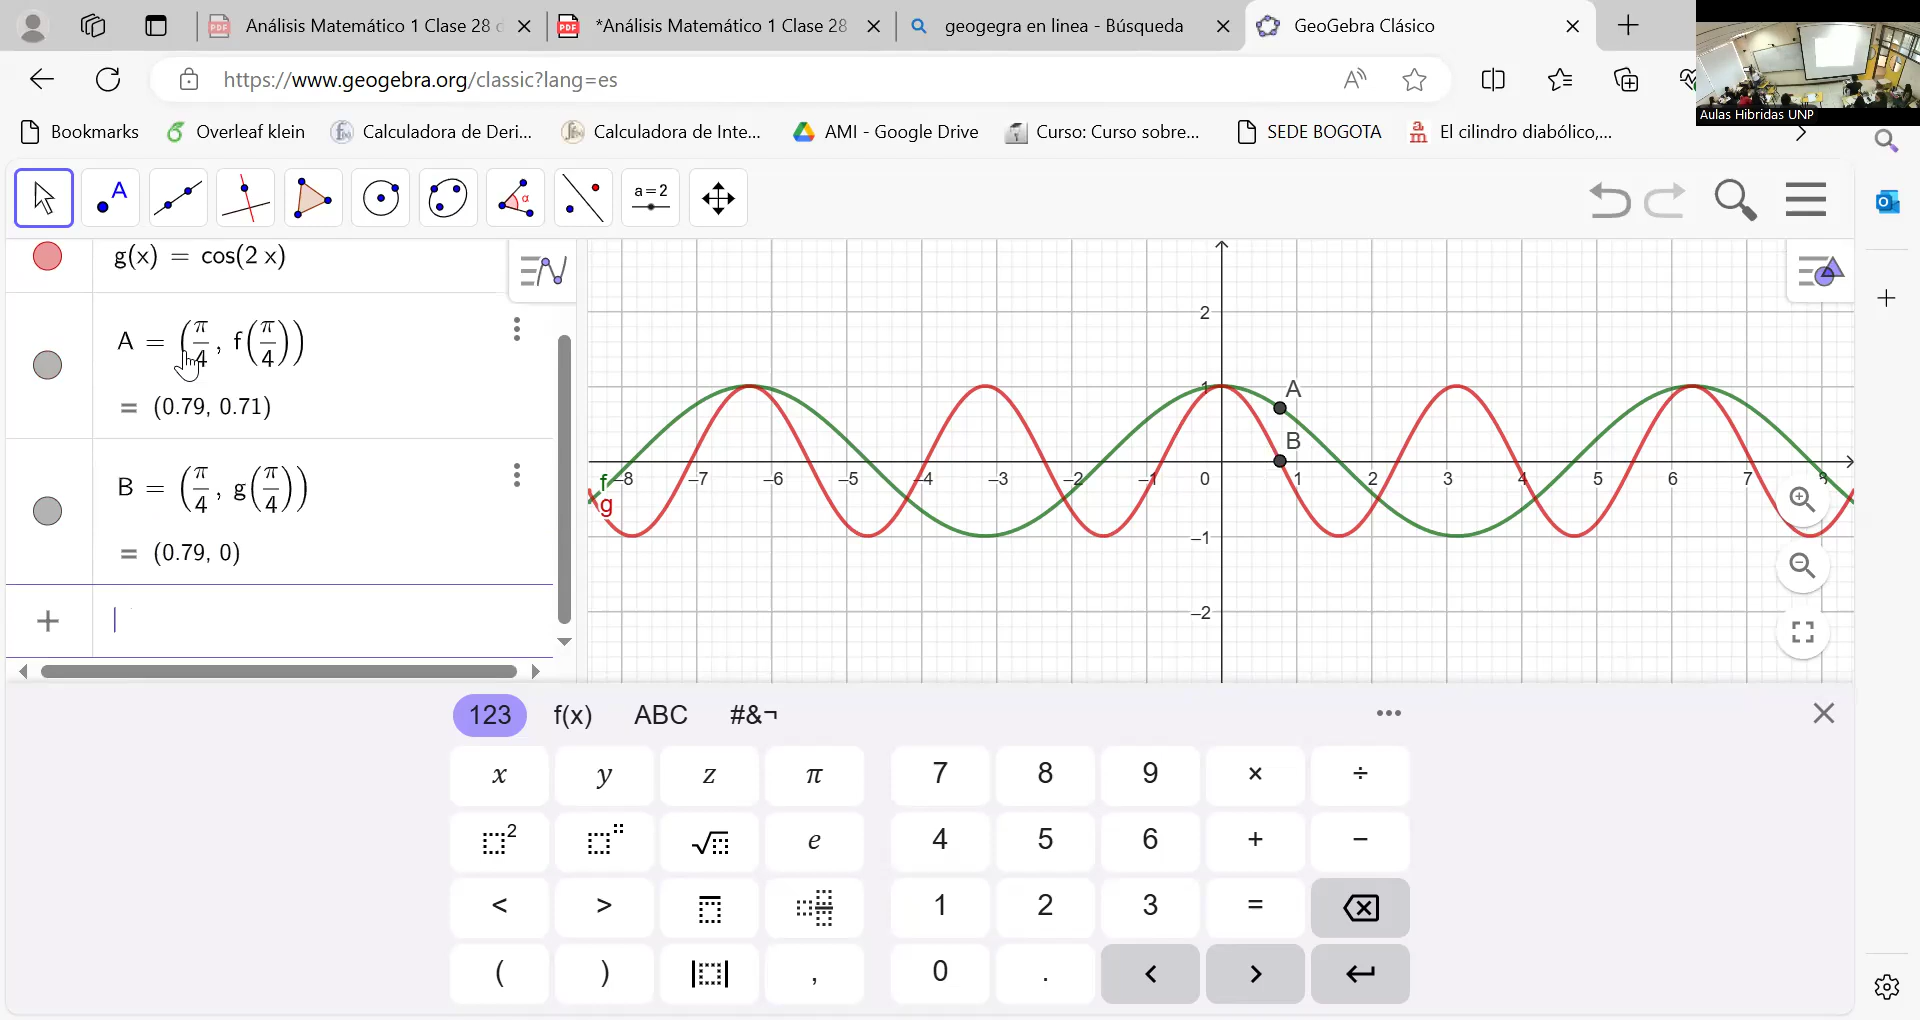 Análisis Matemático 1 Clase 28 d
*Análisis Matemático 1 Clase 28
geogegra en linea - Búsqueda
GeoGebra Clásico
https://www.geogebra.org/classic?lang=es
Aulas Hibridas UNP
Bookmarks
Overleaf klein
Calculadora de Deri...
Calculadora de Inte...
AMI - Google Drive
Curso: Curso sobre...
SEDE BOGOTA
El cilindro diabólico,...
A
α
a=2
g(x) = cos(2 x)
A = (π/4, f(π/4))
= (0.79, 0.71)
B = (π/4, g(π/4))
= (0.79, 0)
2
1
A
B
f
g
–8 –7 –6 –5 –4 –3 –2 –1 0 1 2 3 4 5 6 7 8
–1
–2
123 f(x) ABC #&¬
x y z π 7 8 9 × ÷
2 √ e 4 5 6 + −
< > 1 2 3 =
( ) , 0 . < >